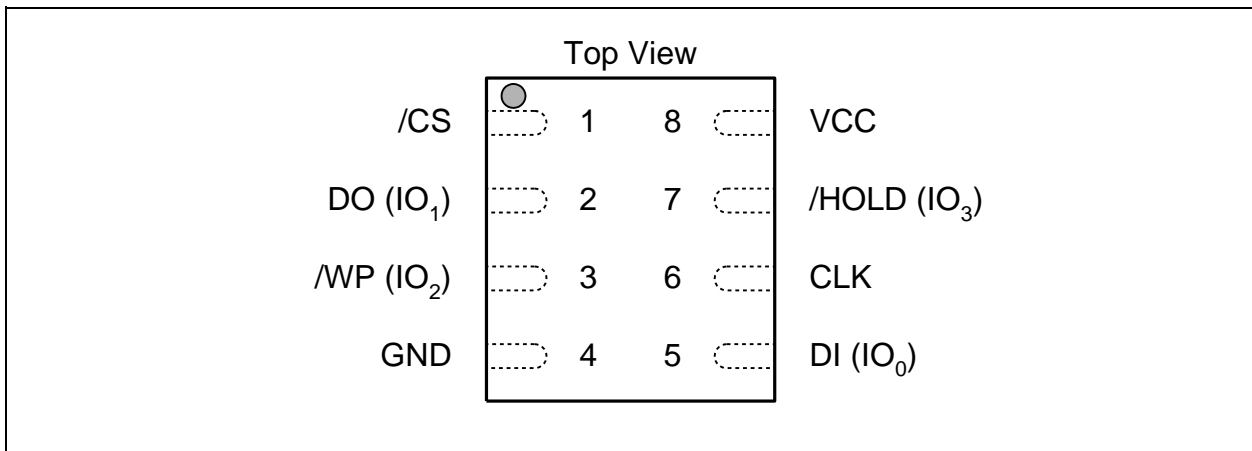 Top View
/CS 1 8 VCC
DO (IO₁) 2 7 /HOLD (IO₃)
/WP (IO₂) 3 6 CLK
GND 4 5 DI (IO₀)